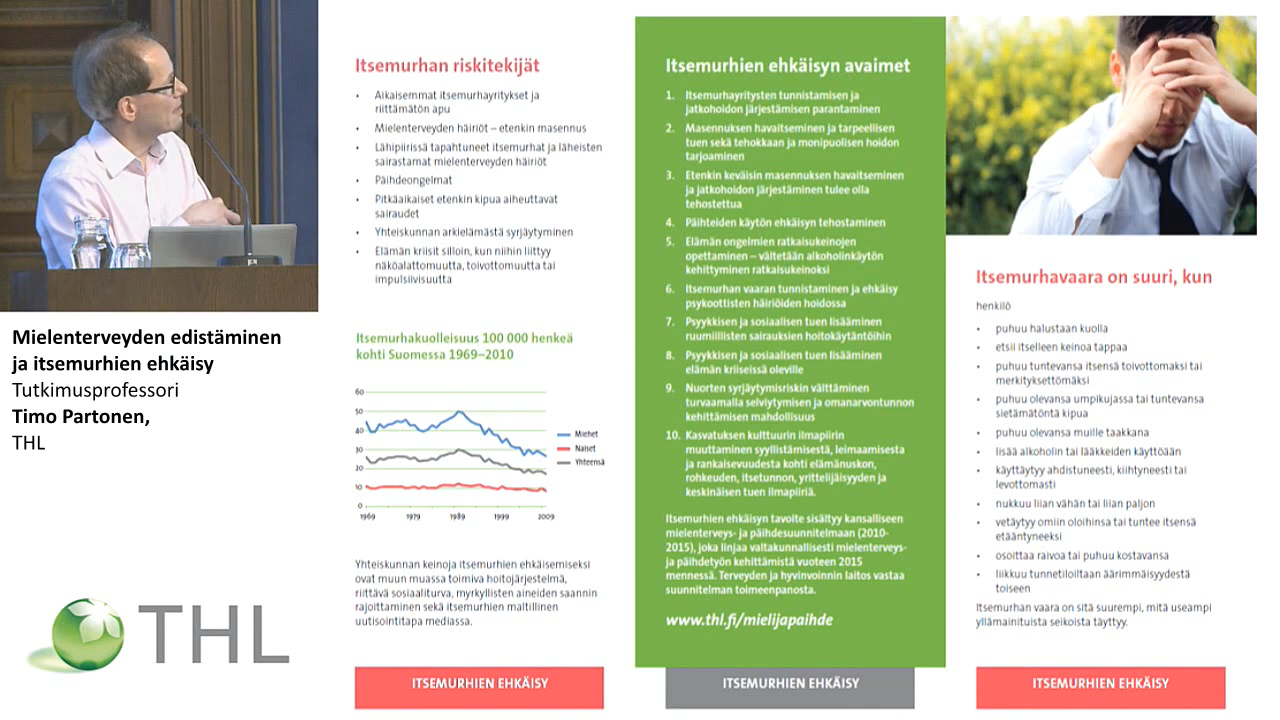 Mielenterveyden edistäminen
ja itsemurhien ehkäisy
Tutkimusprofessori
Timo Partonen,
THL
THL
Itsemurhan riskitekijät
• Aikaisemmat itsemurhayritykset ja
riittämätön apu
• Mielenterveyden häiriöt – etenkin masennus
• Lähipiirissä tapahtuneet itsemurhat ja läheisten
sairastamat mielenterveyden häiriöt
• Päihdeongelmat
• Pitkäaikaiset etenkin kipua aiheuttavat
sairaudet
• Yhteiskunnan arkielämästä syrjäytyminen
• Elämän kriisit silloin, kun niihin liittyy
näköalattomuutta, toivottomuutta tai
impulsiivisuutta
Itsemurhakuolleisuus 100 000 henkeä
kohti Suomessa 1969–2010
60
50
40
30
20
10
0
1969 1979 1989 1999 2009
Miehet
Naiset
Yhteensä
Yhteiskunnan keinoja itsemurhien ehkäisemiseksi
ovat muun muassa toimiva hoitojärjestelmä,
riittävä sosiaaliturva, myrkyllisten aineiden saannin
rajoittaminen sekä itsemurhien maltillinen
uutisointitapa mediassa.
ITSEMURHIEN EHKÄISY
Itsemurhien ehkäisyn avaimet
1. Itsemurhayritysten tunnistamisen ja
jatkohoidon järjestämisen parantaminen
2. Masennuksen havaitseminen ja tarpeellisen
tuen sekä tehokkaan ja monipuolisen hoidon
tarjoaminen
3. Etenkin keväisin masennuksen havaitseminen
ja jatkohoidon järjestäminen tulee olla
tehostettua
4. Päihteiden käytön ehkäisyn tehostaminen
5. Elämän ongelmien ratkaisukeinojen
opettaminen – vältetään alkoholinkäytön
kehittyminen ratkaisukeinoksi
6. Itsemurhan vaaran tunnistaminen ja ehkäisy
psykoottisten häiriöiden hoidossa
7. Psyykkisen ja sosiaalisen tuen lisääminen
ruumiillisten sairauksien hoitokäytäntöihin
8. Psyykkisen ja sosiaalisen tuen lisääminen
elämän kriiseissä oleville
9. Nuorten syrjäytymisriskin välttäminen
turvaamalla selviytymisen ja omanarvontunnon
kehittämisen mahdollisuus
10. Kasvatuksen kulttuurin ilmapiirin
muuttaminen syyllistämisestä, leimaamisesta
ja rankaisevuudesta kohti elämänuskon,
rohkeuden, itsetunnon, yrittelijäisyyden ja
keskinäisen tuen ilmapiiriä.
Itsemurhien ehkäisyn tavoite sisältyy kansalliseen
mielenterveys- ja päihdesuunnitelmaan (2010-
2015), joka linjaa valtakunnallisesti mielenterveys-
ja päihdetyön kehittämistä vuoteen 2015
mennessä. Terveyden ja hyvinvoinnin laitos vastaa
suunnitelman toimeenpanosta.
www.thl.fi/mielijapaihde
ITSEMURHIEN EHKÄISY
Itsemurhavaara on suuri, kun
henkilö
• puhuu halustaan kuolla
• etsii itselleen keinoa tappaa
• puhuu tuntevansa itsensä toivottomaksi tai
merkityksettömäksi
• puhuu olevansa umpikujassa tai tuntevansa
sietämätöntä kipua
• puhuu olevansa muille taakkana
• lisää alkoholin tai lääkkeiden käyttöään
• käyttäytyy ahdistuneesti, kiihtyneesti tai
levottomasti
• nukkuu liian vähän tai liian paljon
• vetäytyy omiin oloihinsa tai tuntee itsensä
etääntyneeksi
• osoittaa raivoa tai puhuu kostavansa
• liikkuu tunnetiloiltaan äärimmäisyydestä
toiseen
Itsemurhan vaara on sitä suurempi, mitä useampi
yllämainituista seikoista täyttyy.
ITSEMURHIEN EHKÄISY